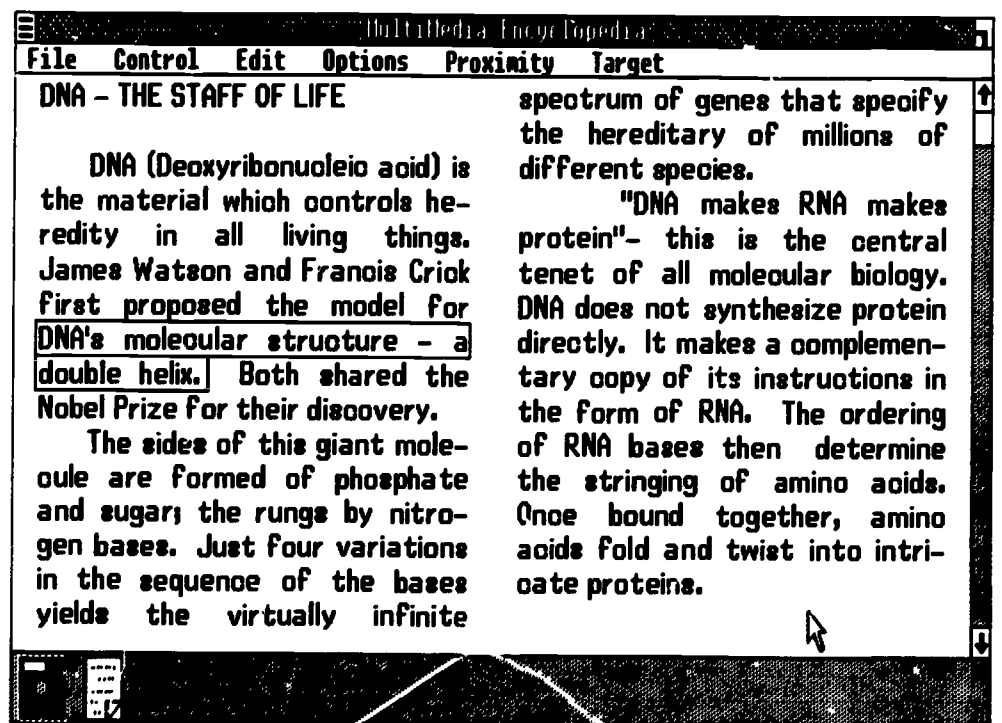 MultiMedia Encyclopedia
File Control Edit Options Proximity Target
DNA – THE STAFF OF LIFE
DNA (Deoxyribonucleic acid) is
the material which controls he-
redity in all living things.
James Watson and Francis Crick
first proposed the model for
DNA's molecular structure – a
double helix. Both shared the
Nobel Prize for their discovery.
The sides of this giant mole-
cule are formed of phosphate
and sugar; the rungs by nitro-
gen bases. Just four variations
in the sequence of the bases
yields the virtually infinite
spectrum of genes that specify
the hereditary of millions of
different species.
"DNA makes RNA makes
protein"– this is the central
tenet of all molecular biology.
DNA does not synthesize protein
directly. It makes a complemen-
tary copy of its instructions in
the form of RNA. The ordering
of RNA bases then determine
the stringing of amino acids.
Once bound together, amino
acids fold and twist into intri-
cate proteins.